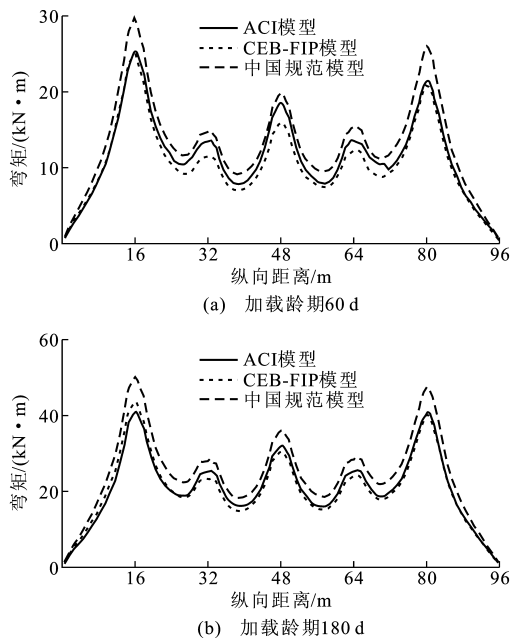 30
20
10
0
弯矩/(kN·m)
ACI模型
CEB-FIP模型
中国规范模型
16 32 48 64 80 96
纵向距离/m
(a) 加载龄期60 d
60
40
20
0
弯矩/(kN·m)
ACI模型
CEB-FIP模型
中国规范模型
16 32 48 64 80 96
纵向距离/m
(b) 加载龄期180 d